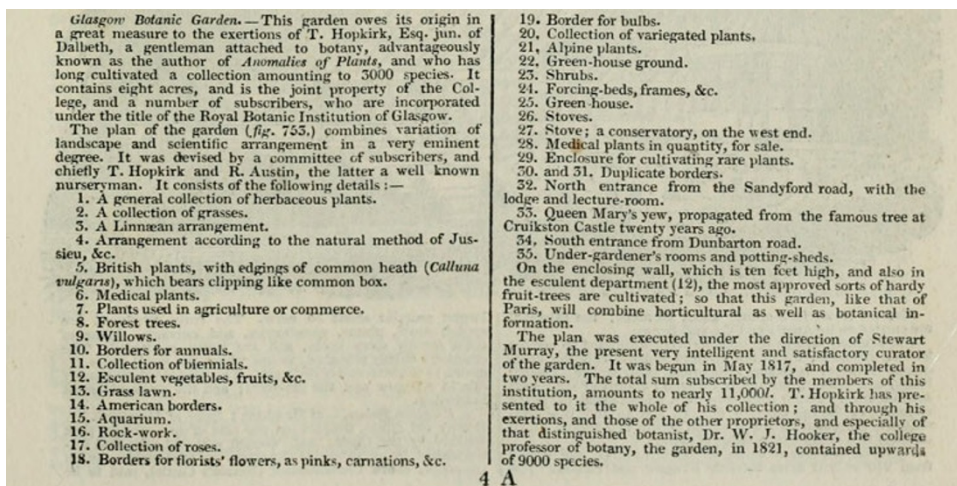 Glasgow Botanic Garden.—This garden owes its origin in
a great measure to the exertions of T. Hopkirk, Esq. jun. of
Dalbeth, a gentleman attached to botany, advantageously
known as the author of Anomalies of Plants, and who has
long cultivated a collection amounting to 3000 species. It
contains eight acres, and is the joint property of the Col-
lege, and a number of subscribers, who are incorporated
under the title of the Royal Botanic Institution of Glasgow.
The plan of the garden (fig. 753.) combines variation of
landscape and scientific arrangement in a very eminent
degree. It was devised by a committee of subscribers, and
chiefly T. Hopkirk and R. Austin, the latter a well known
nurseryman. It consists of the following details :—
1. A general collection of herbaceous plants.
2. A collection of grasses.
3. A Linnæan arrangement.
4. Arrangement according to the natural method of Jus-
sieu, &c.
5. British plants, with edgings of common heath (Calluna
vulgaris), which bears clipping like common box.
6. Medical plants.
7. Plants used in agriculture or commerce.
8. Forest trees.
9. Willows.
10. Borders for annuals.
11. Collection of biennials.
12. Esculent vegetables, fruits, &c.
13. Grass lawn.
14. American borders.
15. Aquarium.
16. Rock-work.
17. Collection of roses.
18. Borders for florists' flowers, as pinks, carnations, &c.
19. Border for bulbs.
20. Collection of variegated plants.
21. Alpine plants.
22. Green-house ground.
23. Shrubs.
24. Forcing-beds, frames, &c.
25. Green-house.
26. Stoves.
27. Stove; a conservatory, on the west end.
28. Medical plants in quantity, for sale.
29. Enclosure for cultivating rare plants.
30. and 31. Duplicate borders.
32. North entrance from the Sandyford road, with the
lodge and lecture-room.
33. Queen Mary's yew, propagated from the famous tree at
Cruikston Castle twenty years ago.
34. South entrance from Dunbarton road.
35. Under-gardener's rooms and potting-sheds.
On the enclosing wall, which is ten feet high, and also in
the esculent department (12), the most approved sorts of hardy
fruit-trees are cultivated; so that this garden, like that of
Paris, will combine horticultural as well as botanical in-
formation.
The plan was executed under the direction of Stewart
Murray, the present very intelligent and satisfactory curator
of the garden. It was begun in May 1817, and completed in
two years. The total sum subscribed by the members of this
institution, amounts to nearly 11,000l. T. Hopkirk has pre-
sented to it the whole of his collection; and through his
exertions, and those of the other proprietors, and especially of
that distinguished botanist, Dr. W. J. Hooker, the college
professor of botany, the garden, in 1821, contained upwards
of 9000 species.
4 A